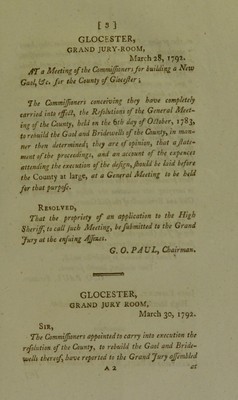 [ 3 ]
GLOCESTER,
GRAND JURY-ROOM,
March 28, 1792.
AT a Meeting of the Commissioners for building a New
Gaol, &c. for the County of Glocester;
The Commissioners conceiving they have completely
carried into effect, the Resolutions of the General Meet-
ing of the County, held on the 6th day of October, 1783,
to rebuild the Gaol and Bridewells of the County, in man-
ner then determined; they are of opinion, that a state-
ment of the proceedings, and an account of the expences
attending the execution of the design, should be laid before
the County at large, at a General Meeting to be held
for that purpose.
RESOLVED,
That the propriety of an application to the High
Sheriff, to call such Meeting, be submitted to the Grand
Jury at the ensuing Assizes.
G. O. PAUL, Chairman.
GLOCESTER,
GRAND JURY ROOM,
March 30, 1792.
SIR,
The Commissioners appointed to carry into execution the
resolution of the County, to rebuild the Gaol and Bride-
wells thereof, have reported to the Grand Jury assembled
A 2 at